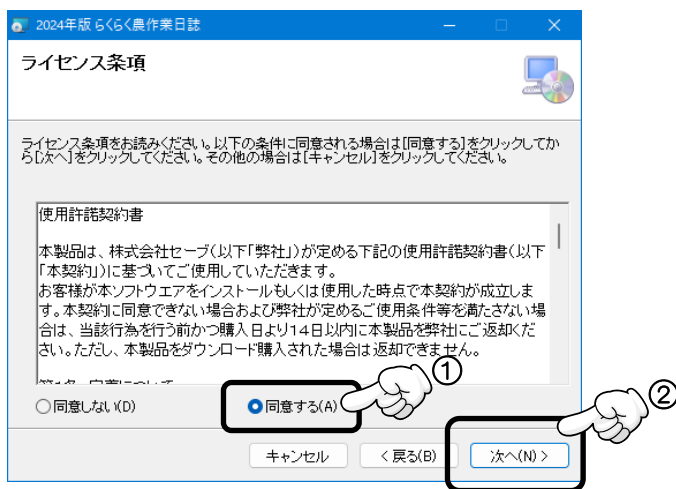 2024年版 らくらく農作業日誌
ライセンス条項
ライセンス条項をお読みください。以下の条件に同意される場合は[同意する]をクリックしてか
ら[次へ]をクリックしてください。その他の場合は[キャンセル]をクリックしてください。
使用許諾契約書
本製品は、株式会社セーブ(以下「弊社」)が定める下記の使用許諾契約書(以下
「本契約」)に基づいてご使用していただきます。
お客様が本ソフトウエアをインストールもしくは使用した時点で本契約が成立しま
す。本契約に同意できない場合および弊社が定めるご使用条件等を満たさない場
合は、当該行為を行う前かつ購入日より14日以内に本製品を弊社にご返却くだ
さい。ただし、本製品をダウンロード購入された場合は返却できません。
①
同意しない(D)
同意する(A)
②
キャンセル
< 戻る(B)
次へ(N) >